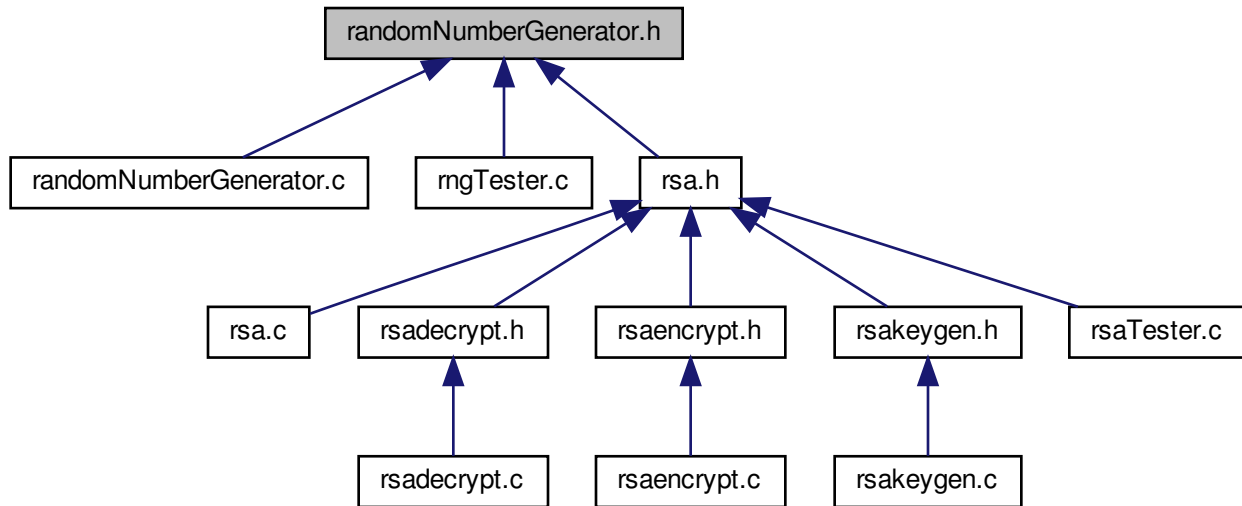 randomNumberGenerator.h
randomNumberGenerator.c
rngTester.c
rsa.h
rsa.c
rsadecrypt.h
rsaencrypt.h
rsakeygen.h
rsaTester.c
rsadecrypt.c
rsaencrypt.c
rsakeygen.c